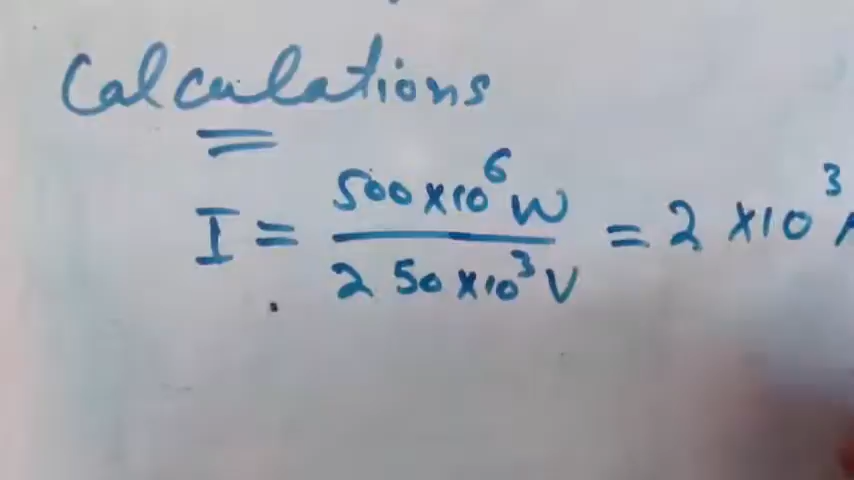 Calculations
I = 500×10⁶ W / 250×10³ V = 2 ×10³